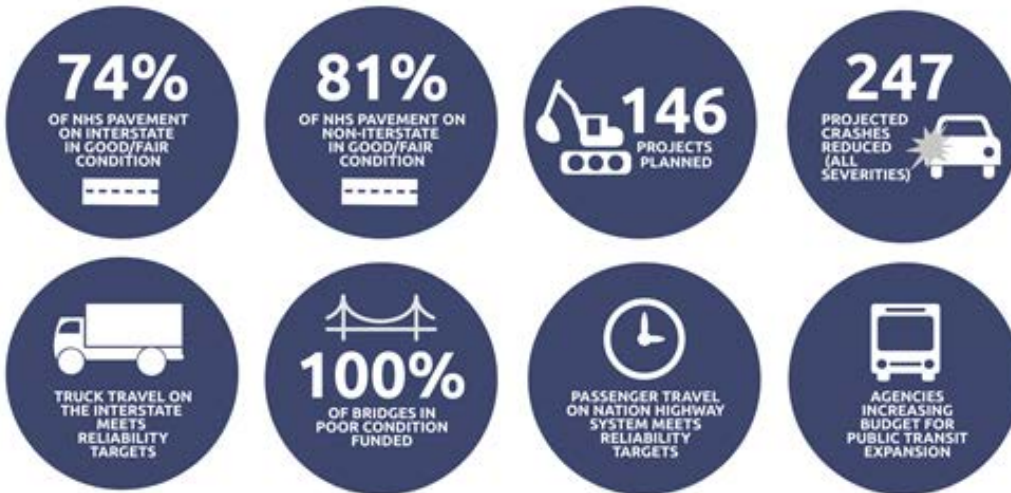 74%
OF NHS PAVEMENT
ON INTERSTATE
IN GOOD/FAIR
CONDITION
81%
OF NHS PAVEMENT ON
NON-ITERSTATE
IN GOOD/FAIR
CONDITION
146
PROJECTS
PLANNED
247
PROJECTED
CRASHES
REDUCED
(ALL
SEVERITIES)
TRUCK TRAVEL ON
THE INTERSTATE
MEETS
RELIABILITY
TARGETS
100%
OF BRIDGES IN
POOR CONDITION
FUNDED
PASSENGER TRAVEL
ON NATION HIGHWAY
SYSTEM MEETS
RELIABILITY
TARGETS
AGENCIES
INCREASING
BUDGET FOR
PUBLIC TRANSIT
EXPANSION